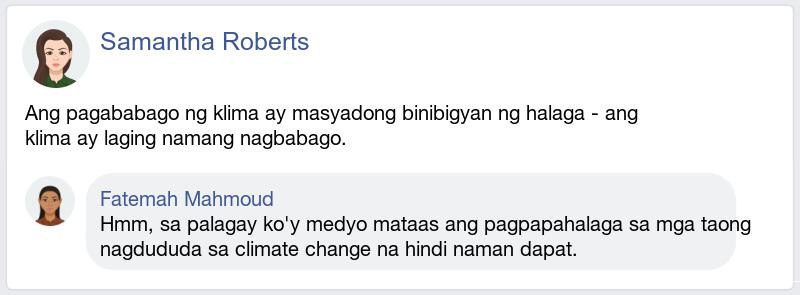 Samantha Roberts
Ang pagababago ng klima ay masyadong binibigyan ng halaga - ang
klima ay laging namang nagbabago.
Fatemah Mahmoud
Hmm, sa palagay ko'y medyo mataas ang pagpapahalaga sa mga taong
nagdududa sa climate change na hindi naman dapat.